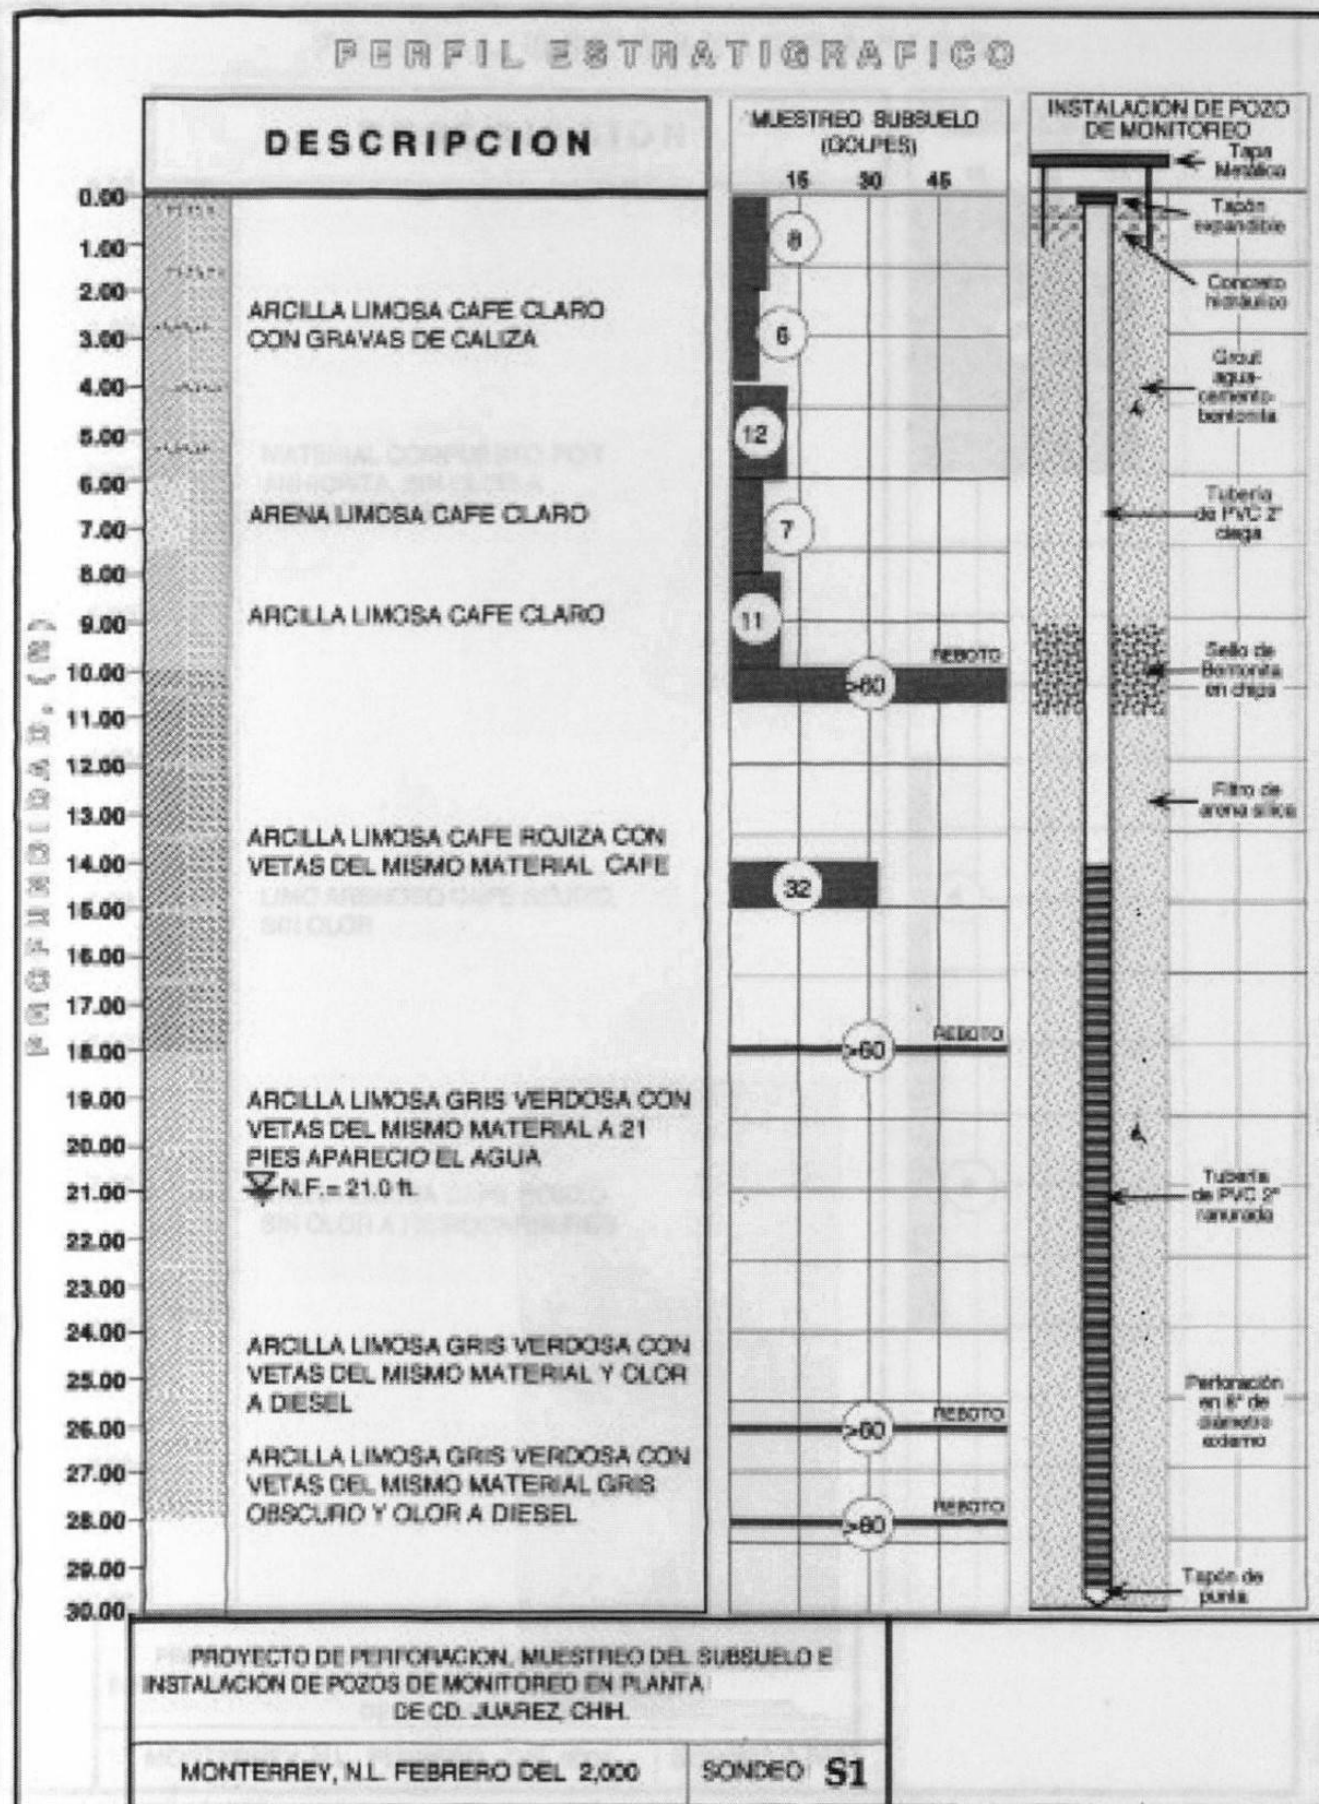 PERFIL ESTRATIGRAFICO
DESCRIPCION
MUESTREO SUBSUELO
(GOLPES)
15 30 45
INSTALACION DE POZO
DE MONITOREO
Tapa
Metálica
Tapón
expandible
Concreto
hidráulico
Grout
agua-
cemento-
bentonita
Tubería
de PVC 2"
ciega
Sello de
Bentonita
en chips
Filtro de
arena sílica
Tubería
de PVC 2"
ranurada
Perforación
en 8" de
diámetro
externo
Tapón de
punta
PROFUNDIDAD, (ft)
0.00
1.00
2.00
3.00
4.00
5.00
6.00
7.00
8.00
9.00
10.00
11.00
12.00
13.00
14.00
15.00
16.00
17.00
18.00
19.00
20.00
21.00
22.00
23.00
24.00
25.00
26.00
27.00
28.00
29.00
30.00
ARCILLA LIMOSA CAFE CLARO
CON GRAVAS DE CALIZA
ARENA LIMOSA CAFE CLARO
ARCILLA LIMOSA CAFE CLARO
ARCILLA LIMOSA CAFE ROJIZA CON
VETAS DEL MISMO MATERIAL CAFE
ARCILLA LIMOSA GRIS VERDOSA CON
VETAS DEL MISMO MATERIAL A 21
PIES APARECIO EL AGUA
N.F.= 21.0 ft.
ARCILLA LIMOSA GRIS VERDOSA CON
VETAS DEL MISMO MATERIAL Y OLOR
A DIESEL
ARCILLA LIMOSA GRIS VERDOSA CON
VETAS DEL MISMO MATERIAL GRIS
OBSCURO Y OLOR A DIESEL
8
6
12
7
11
REBOTO
>60
32
REBOTO
>60
REBOTO
>60
REBOTO
>60
PROYECTO DE PERFORACION, MUESTREO DEL SUBSUELO E
INSTALACION DE POZOS DE MONITOREO EN PLANTA
DE CD. JUAREZ, CHIH.
MONTERREY, N.L. FEBRERO DEL 2,000
SONDEO S1